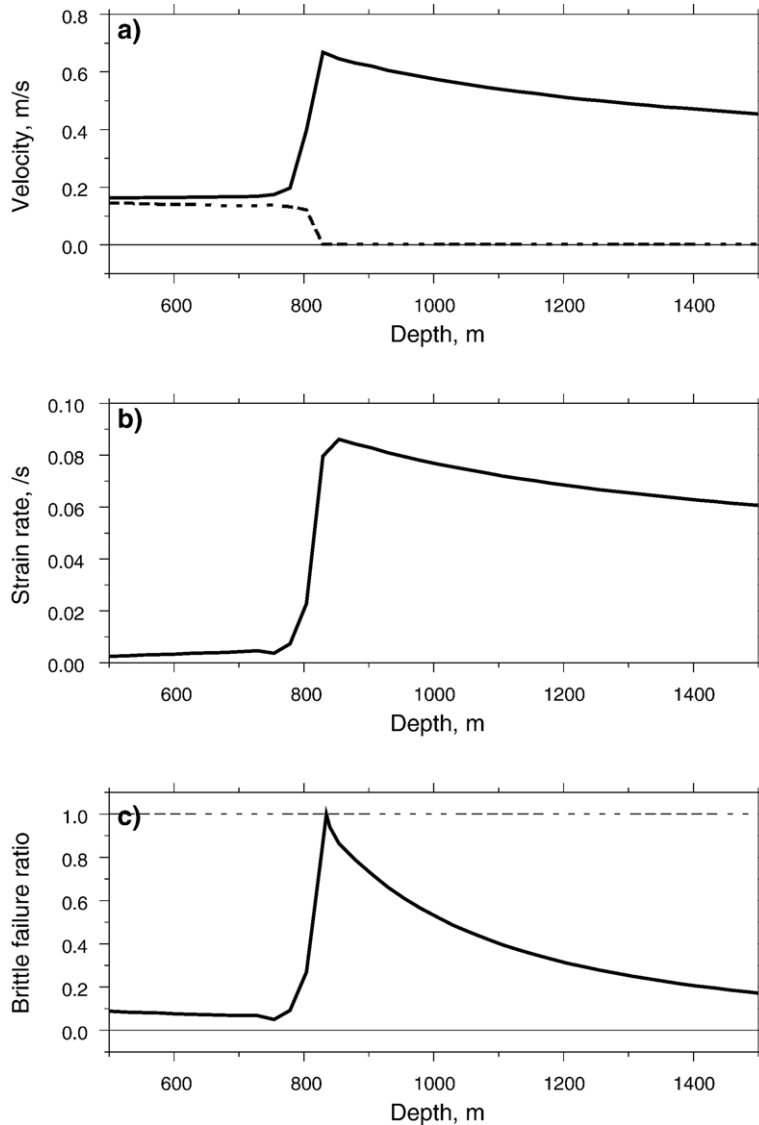 a)
Velocity, m/s
0.8
0.6
0.4
0.2
0.0
600 800 1000 1200 1400
Depth, m
b)
Strain rate, /s
0.10
0.08
0.06
0.04
0.02
0.00
600 800 1000 1200 1400
Depth, m
c)
Brittle failure ratio
1.0
0.8
0.6
0.4
0.2
0.0
600 800 1000 1200 1400
Depth, m